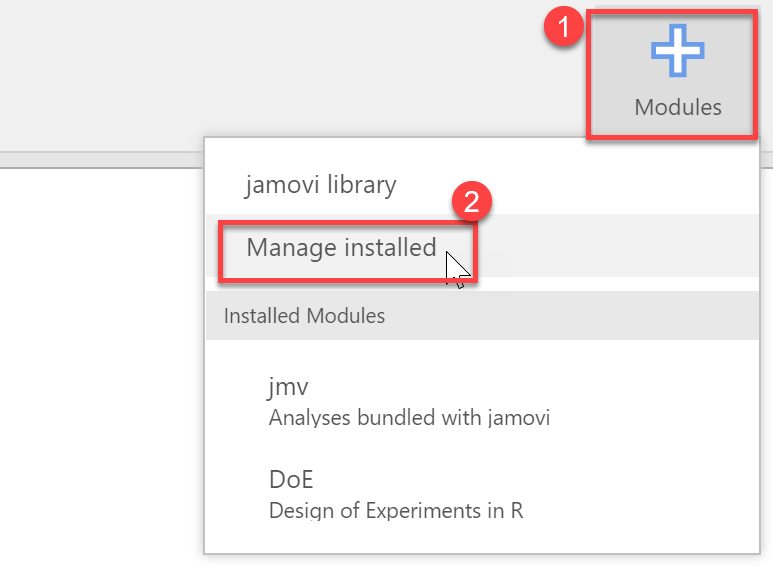 1
Modules
jamovi library
2
Manage installed
Installed Modules
jmv
Analyses bundled with jamovi
DoE
Design of Experiments in R